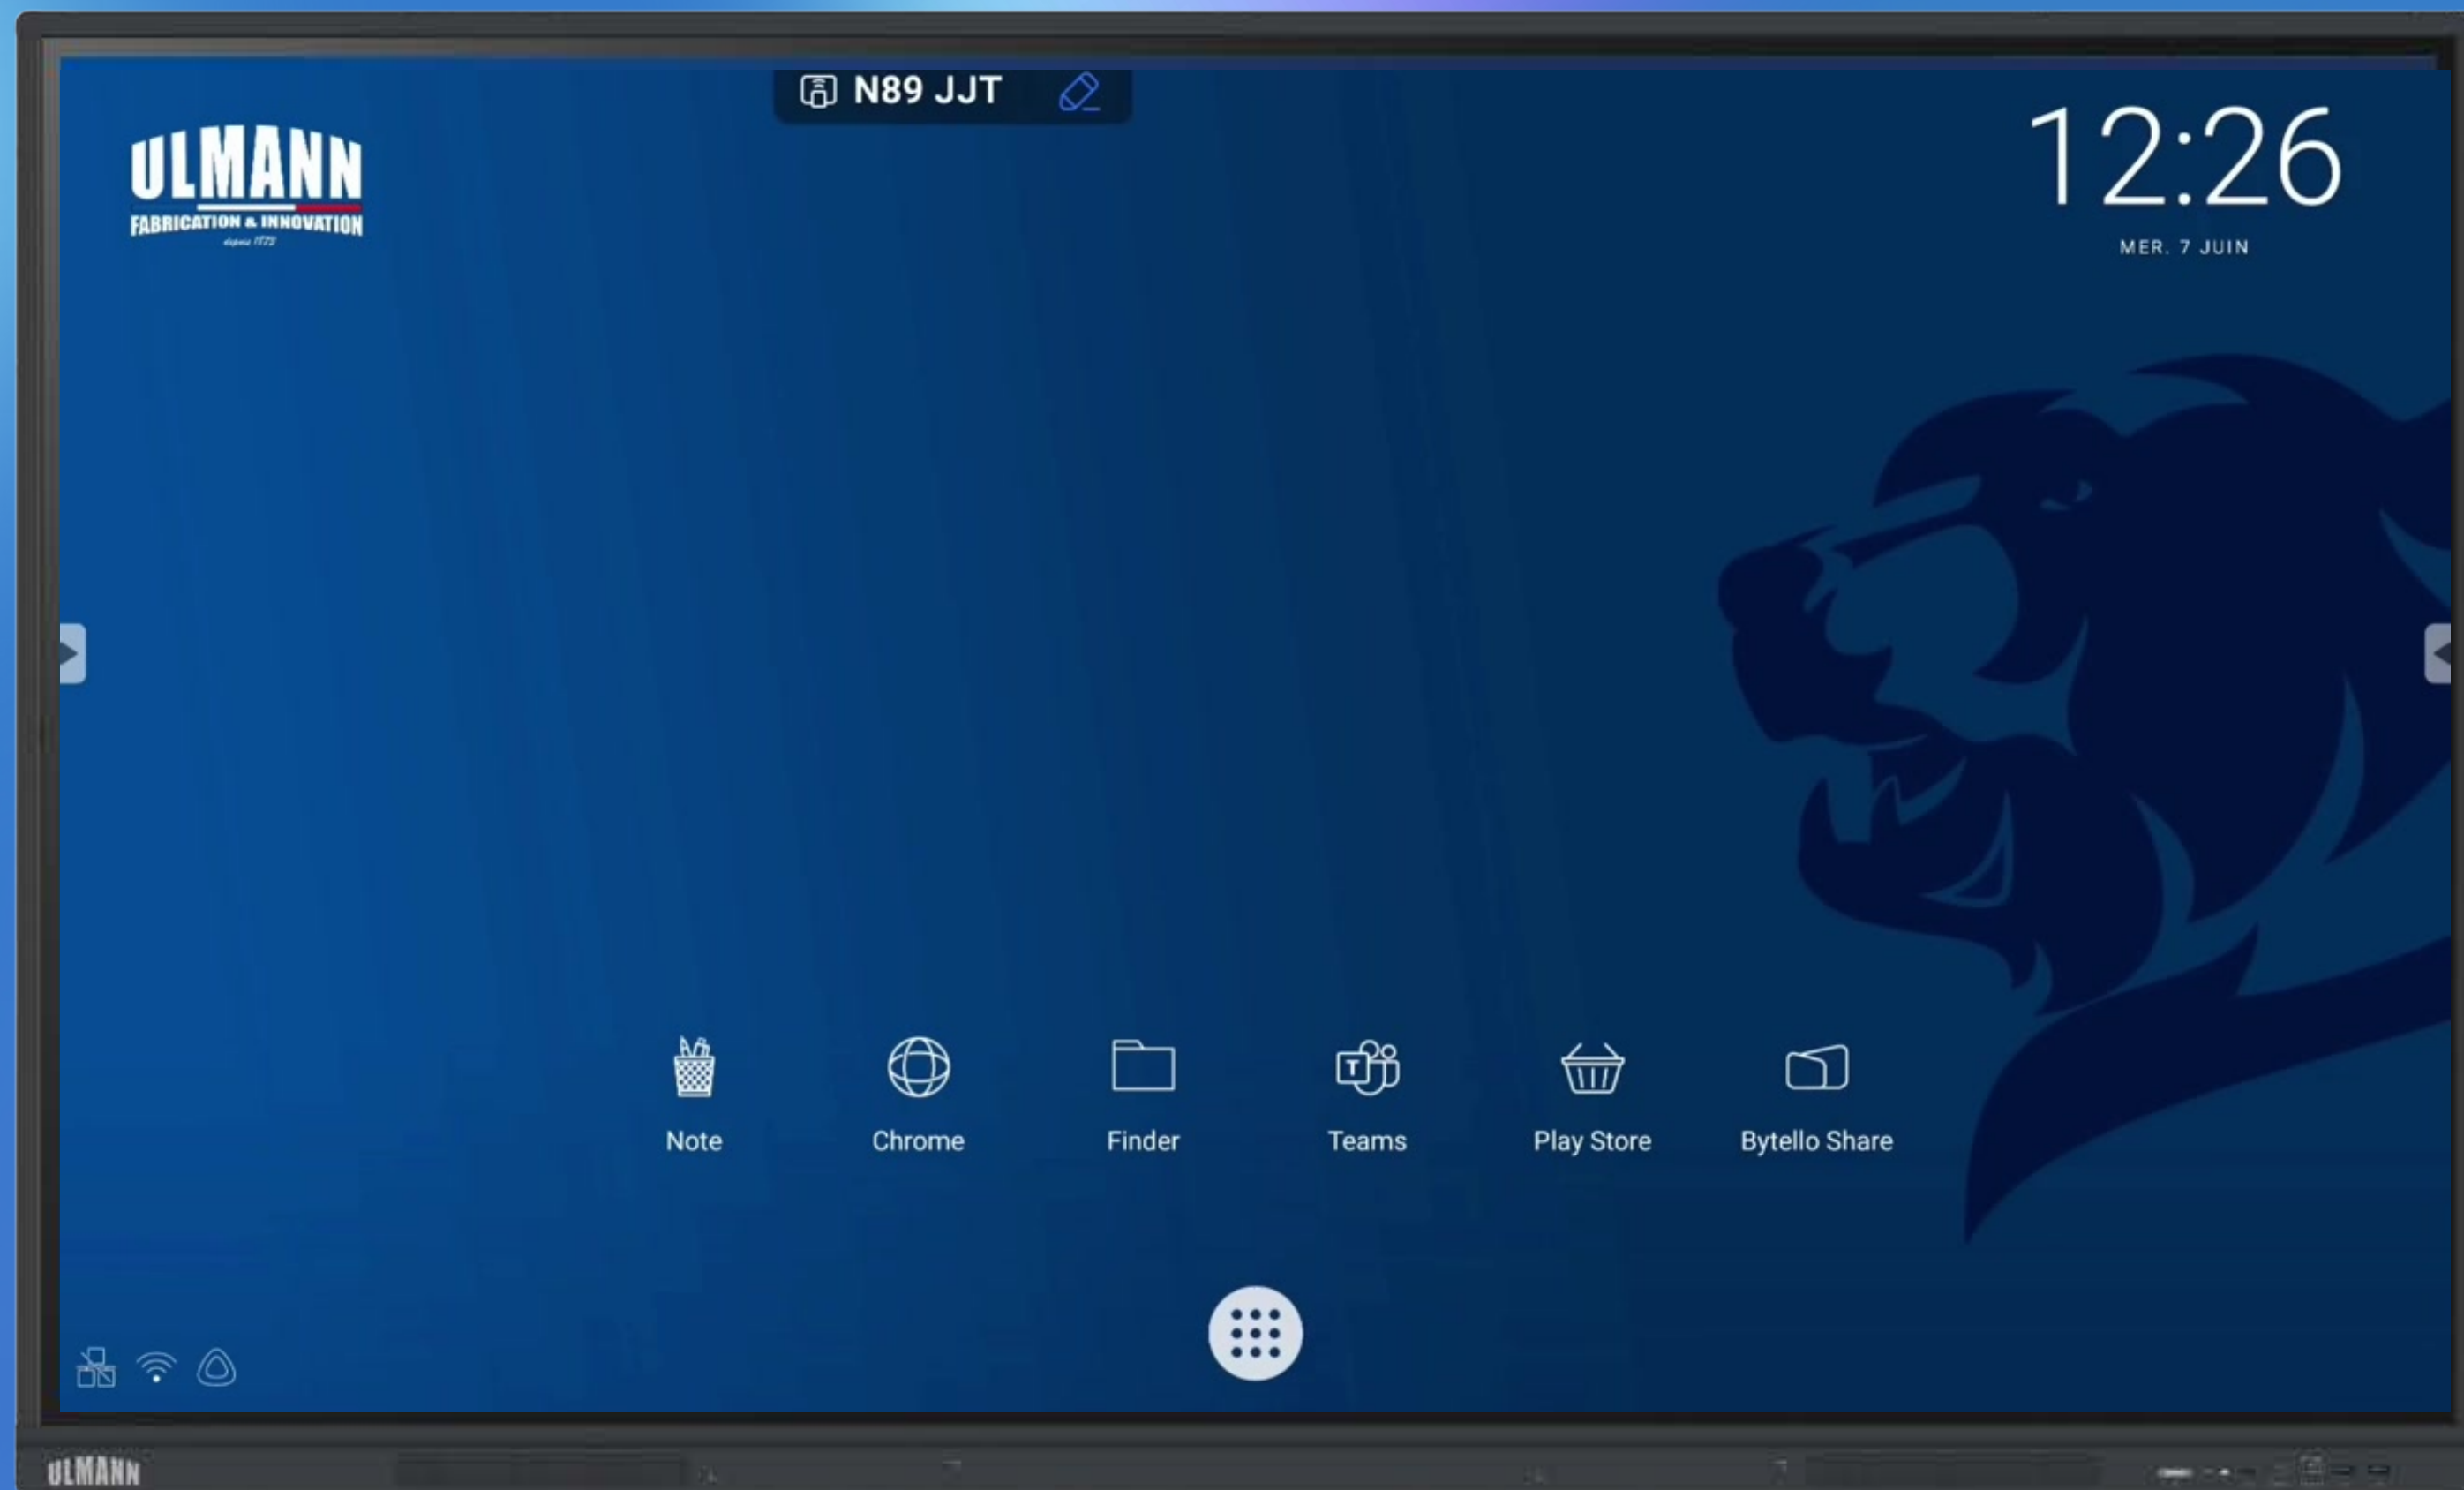 N89 JJT
ULMANN
FABRICATION & INNOVATION
12:26
MER. 7 JUIN
T
Note
Chrome
Finder
Teams
Play Store
Bytello Share
ULMANN